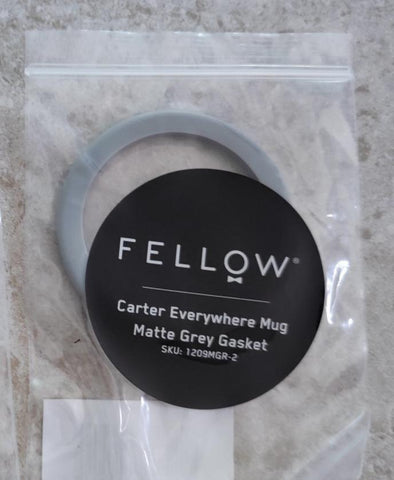 FELLOW®
Carter Everywhere Mug
Matte Grey Gasket
SKU: 1209MGR-2